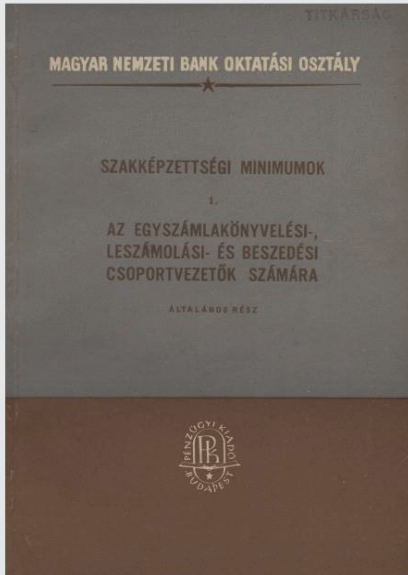 TITKÁRSÁG
MAGYAR NEMZETI BANK OKTATÁSI OSZTÁLY
SZAKKÉPZETTSÉGI MINIMUMOK
1.
AZ EGYSZÁMLAKÖNYVELÉSI-,
LESZÁMOLÁSI- ÉS BESZEDÉSI
CSOPORTVEZETŐK SZÁMÁRA
ÁLTALÁNOS RÉSZ
PÉNZÜGYI KIADÓ
BUDAPEST